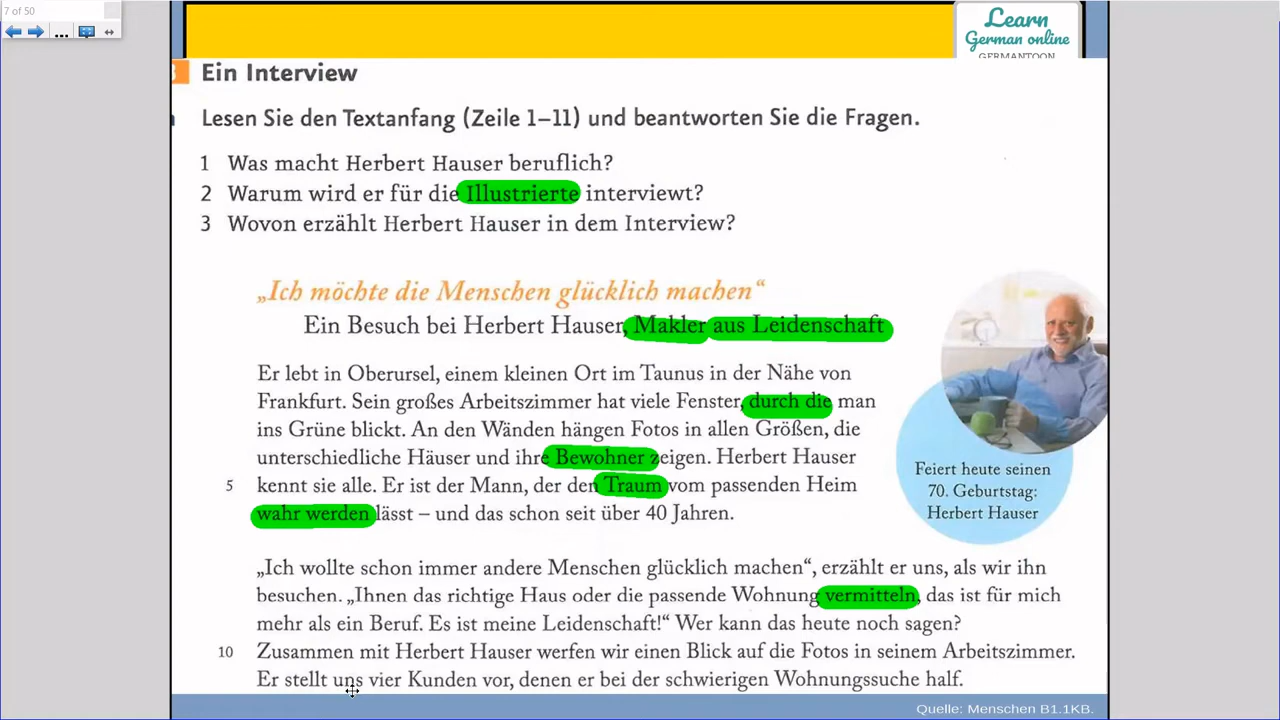 7 of 50
Learn
German online
GERMANTOON
Ein Interview
Lesen Sie den Textanfang (Zeile 1–11) und beantworten Sie die Fragen.
1 Was macht Herbert Hauser beruflich?
2 Warum wird er für die Illustrierte interviewt?
3 Wovon erzählt Herbert Hauser in dem Interview?
„Ich möchte die Menschen glücklich machen“
Ein Besuch bei Herbert Hauser, Makler aus Leidenschaft
Er lebt in Oberursel, einem kleinen Ort im Taunus in der Nähe von
Frankfurt. Sein großes Arbeitszimmer hat viele Fenster, durch die man
ins Grüne blickt. An den Wänden hängen Fotos in allen Größen, die
unterschiedliche Häuser und ihre Bewohner zeigen. Herbert Hauser
5 kennt sie alle. Er ist der Mann, der den Traum vom passenden Heim
wahr werden lässt – und das schon seit über 40 Jahren.
Feiert heute seinen
70. Geburtstag:
Herbert Hauser
„Ich wollte schon immer andere Menschen glücklich machen“, erzählt er uns, als wir ihn
besuchen. „Ihnen das richtige Haus oder die passende Wohnung vermitteln, das ist für mich
mehr als ein Beruf. Es ist meine Leidenschaft!“ Wer kann das heute noch sagen?
10 Zusammen mit Herbert Hauser werfen wir einen Blick auf die Fotos in seinem Arbeitszimmer.
Er stellt uns vier Kunden vor, denen er bei der schwierigen Wohnungssuche half.
Quelle: Menschen B1.1KB.